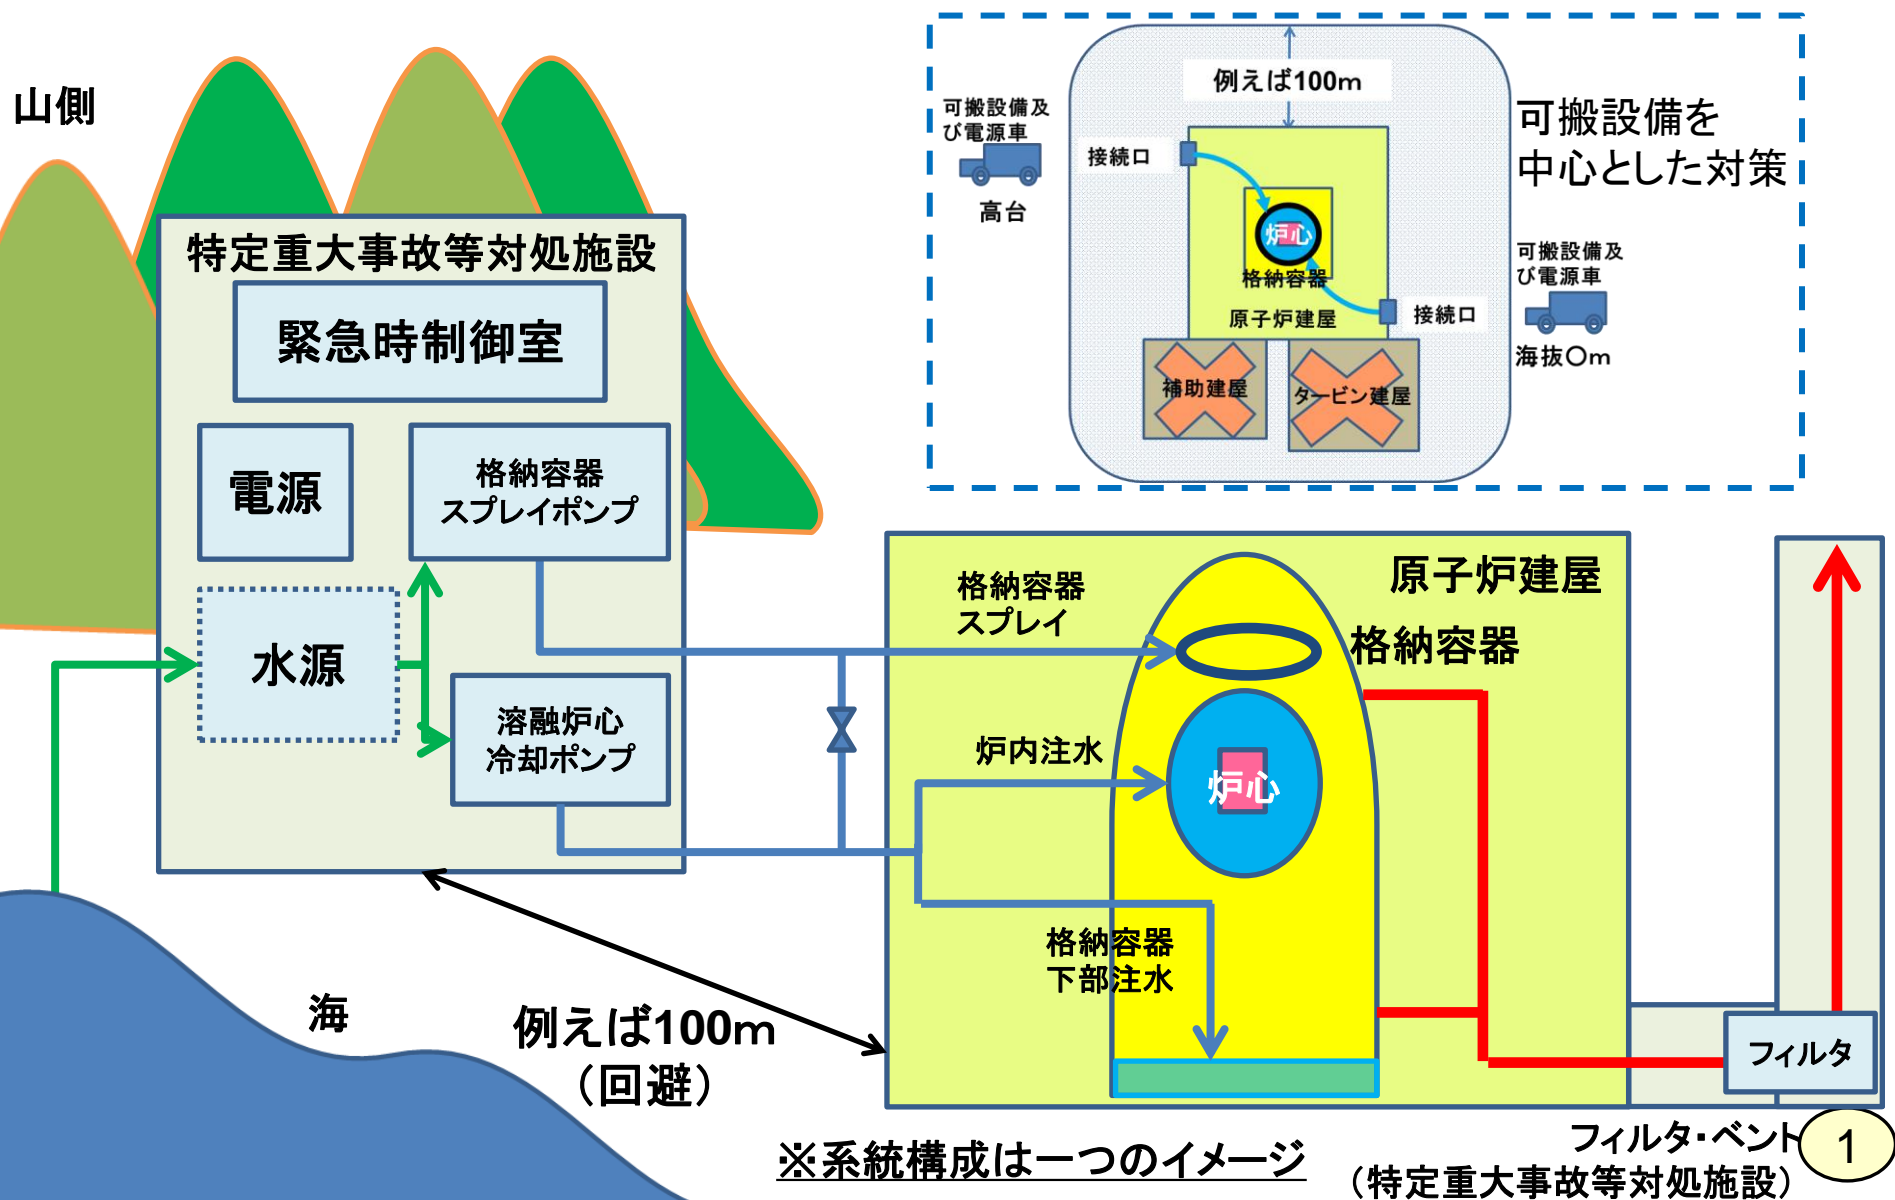 山側
特定重大事故等対処施設
緊急時制御室
電源
格納容器
スプレイポンプ
水源
溶融炉心
冷却ポンプ
海
例えば100m
（回避）
例えば100m
可搬設備及
び電源車
高台
接続口
炉心
格納容器
原子炉建屋
接続口
補助建屋
タービン建屋
可搬設備を
中心とした対策
可搬設備及
び電源車
海抜〇m
原子炉建屋
格納容器
格納容器
スプレイ
炉内注水
炉心
格納容器
下部注水
フィルタ
フィルタ・ベント
（特定重大事故等対処施設）
※系統構成は一つのイメージ
1